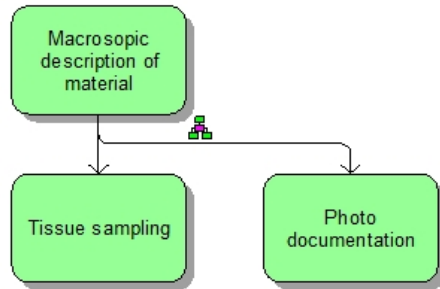 Macrosopic
description of
material
Tissue sampling
Photo
documentation